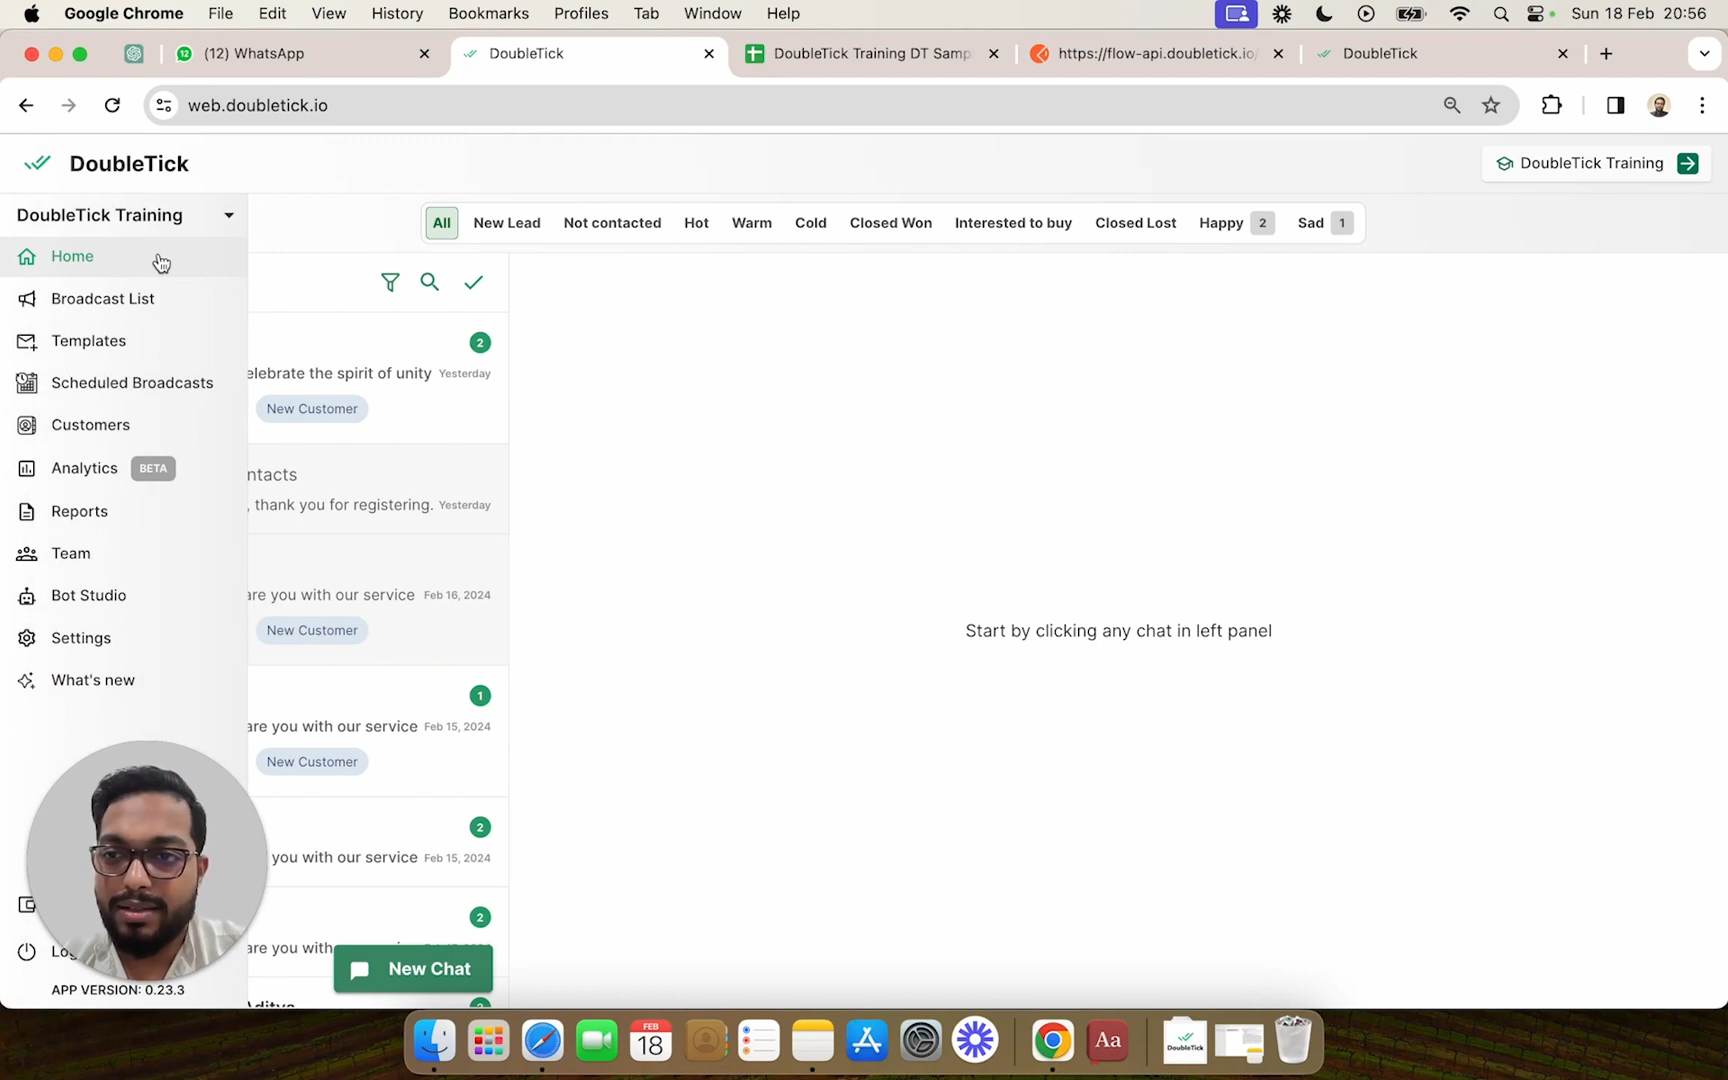 Google Chrome File Edit View History Bookmarks Profiles Tab Window Help Sun 18 Feb 20:56
(12) WhatsApp DoubleTick DoubleTick Training DT Samp https://flow-api.doubletick.io/ DoubleTick
web.doubletick.io
DoubleTick DoubleTick Training
DoubleTick Training
All New Lead Not contacted Hot Warm Cold Closed Won Interested to buy Closed Lost Happy 2 Sad 1
Home
Broadcast List
Templates
Scheduled Broadcasts
Customers
Analytics BETA
Reports
Team
Bot Studio
Settings
What's new
APP VERSION: 0.23.3
2
elebrate the spirit of unity Yesterday
New Customer
ntacts
, thank you for registering. Yesterday
are you with our service Feb 16, 2024
New Customer
1
are you with our service Feb 15, 2024
New Customer
2
you with our service Feb 15, 2024
2
are you with
New Chat
Start by clicking any chat in left panel
FEB
18
Aa
DoubleTick